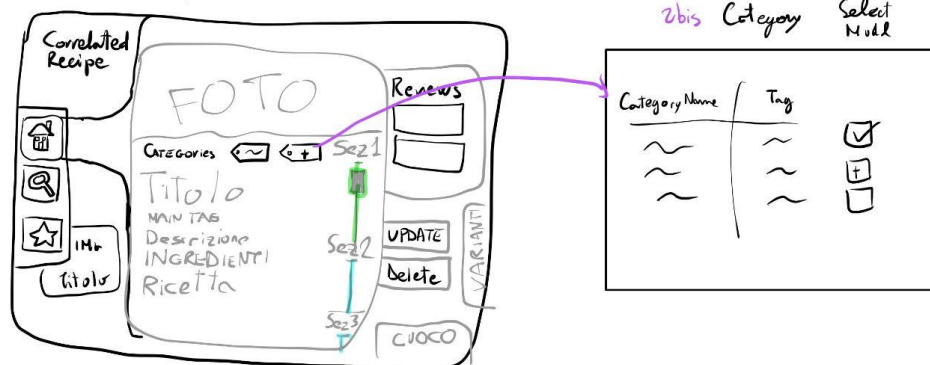 Correlated
Recipe
FOTO
Reviews
CATEGORIES
Sez1
Titolo
MAIN TAG
Descrizione
INGREDIENTI
Ricetta
Sez2
Sez3
UPDATE
Delete
VARIANTI
CUOCO
Titolo
2bis Category Select
Category Name Tag